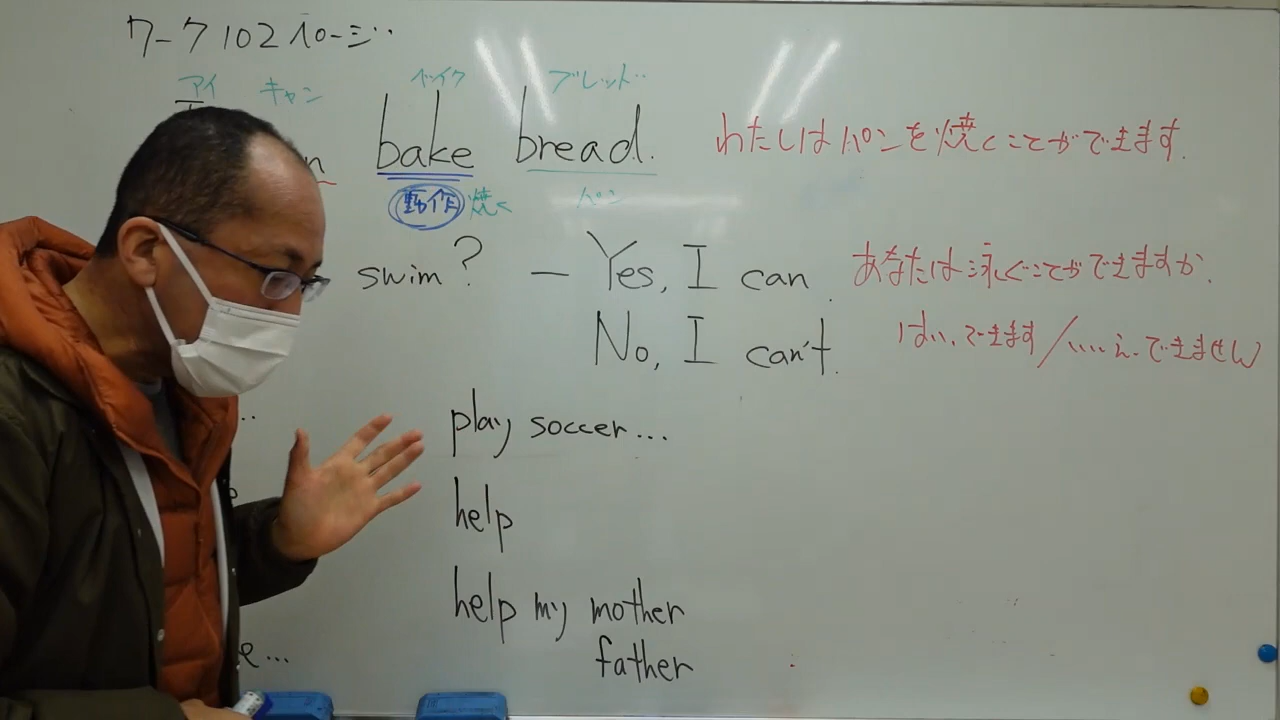 ワーク102ページ
アイ キャン ベイク ブレッド
I n bake bread. わたしはパンを焼くことができます.
動作 焼く パン
swim? — Yes, I can. あなたは泳ぐことができますか.
No, I can't. はい、できます/いいえ、できません
play soccer...
help
help my mother
father
e...